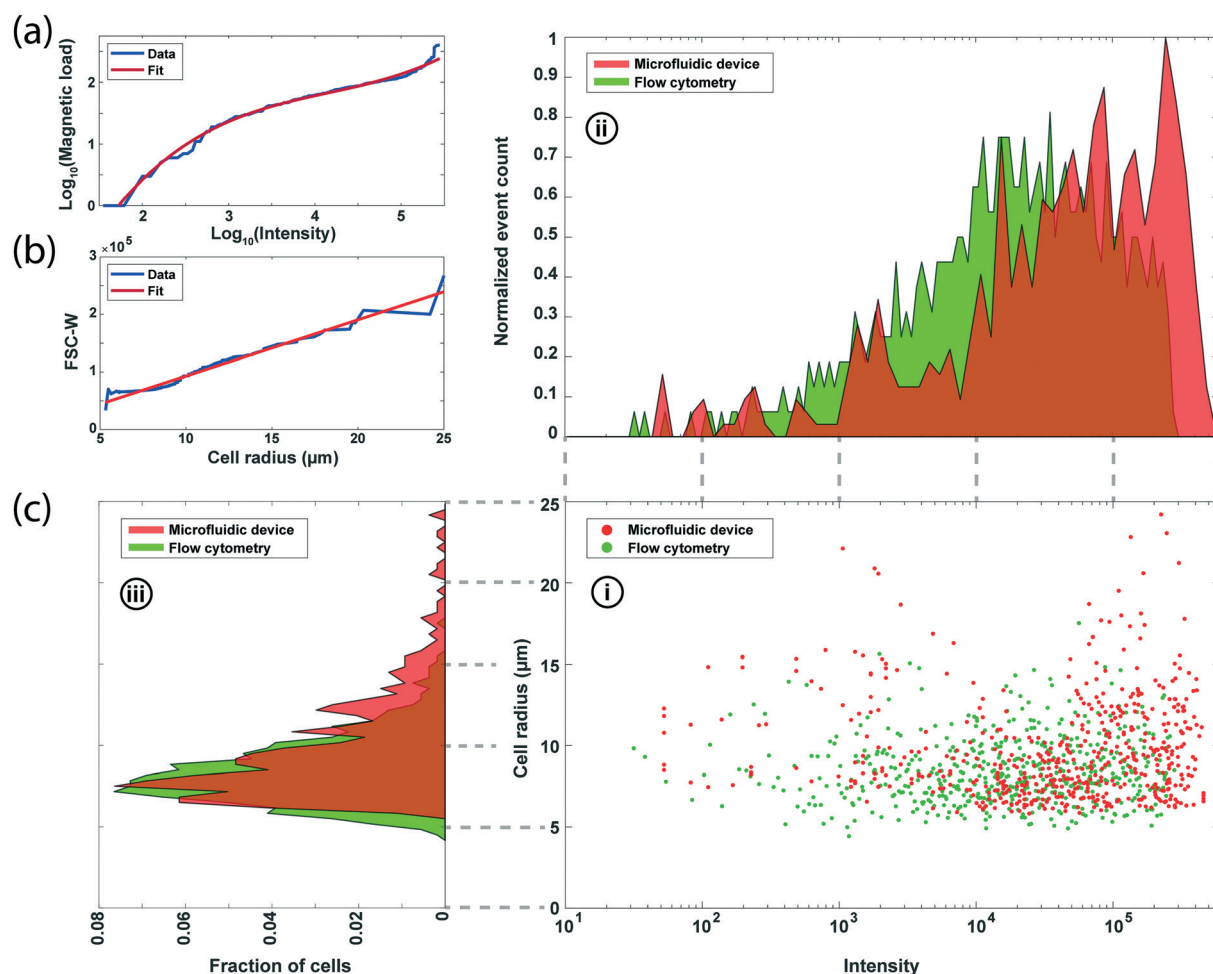 (a)
Data
Fit
Log10(Magnetic load)
2
1
0
2
3
4
5
Log10(Intensity)
(b)
×10^5
Data
Fit
FSC-W
3
2
1
0
5
10
15
20
25
Cell radius (μm)
ii
Microfluidic device
Flow cytometry
Normalized event count
1
0.9
0.8
0.7
0.6
0.5
0.4
0.3
0.2
0.1
0
(c)
iii
Microfluidic device
Flow cytometry
0.08
0.06
0.04
0.02
0
Fraction of cells
i
Microfluidic device
Flow cytometry
Cell radius (μm)
25
20
15
10
5
0
10^1
10^2
10^3
10^4
10^5
Intensity